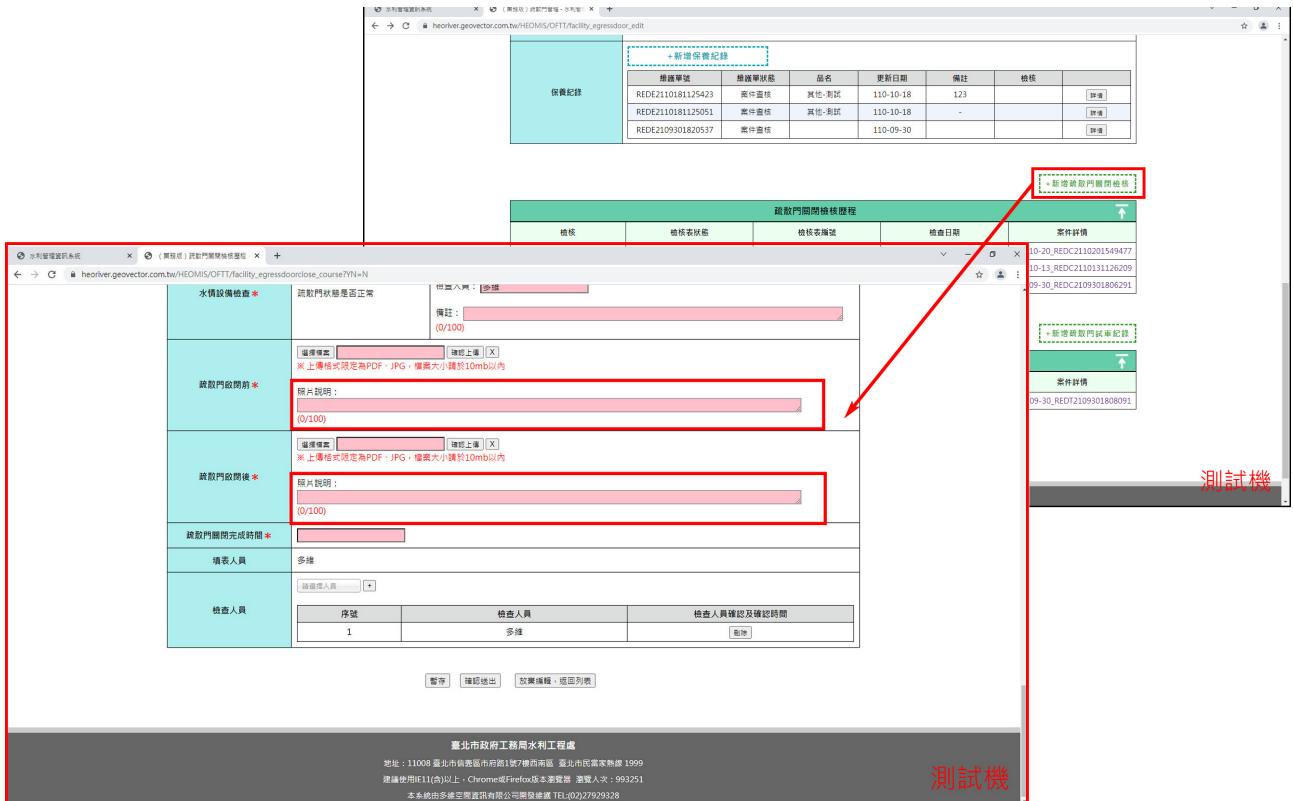 水利管理資訊系統
(業務版)疏散門管理 - 水利管
heoriver.geovector.com.tw/HEOMIS/OFTT/facility_egressdoor_edit
保養紀錄
+新增保養紀錄
維護單號 維護單狀態 品名 更新日期 備註 檢核
REDE2110181125423 案件查核 其他-測試 110-10-18 123 詳情
REDE2110181125051 案件查核 其他-測試 110-10-18 - 詳情
REDE2109301820537 案件查核 110-09-30 詳情
+新增疏散門關閉檢核
疏散門關閉檢核歷程
檢核 檢核表狀態 檢核表編號 檢查日期 案件詳情
10-20_REDC2110201549477
10-13_REDC2110131126209
09-30_REDC2109301806291
+新增疏散門試車紀錄
案件詳情
09-30_REDT2109301808091
測試機
水利管理資訊系統
(業務版)疏散門關閉檢核歷程
heoriver.geovector.com.tw/HEOMIS/OFTT/facility_egressdoorclose_course?YN=N
水情設備檢查*
疏散門狀態是否正常
檢查人員:多維
備註:
(0/100)
疏散門啟閉前*
選擇檔案 確認上傳 X
※ 上傳格式限定為PDF、JPG,檔案大小請於10mb以內
照片說明:
(0/100)
疏散門啟閉後*
選擇檔案 確認上傳 X
※ 上傳格式限定為PDF、JPG,檔案大小請於10mb以內
照片說明:
(0/100)
疏散門關閉完成時間*
填表人員 多維
檢查人員
請選擇人員 +
序號 檢查人員 檢查人員確認及確認時間
1 多維 刪除
暫存 確認送出 放棄編輯,返回列表
臺北市政府工務局水利工程處
地址:11008 臺北市信義區市府路1號7樓西南區 臺北市民當家熱線 1999
建議使用IE11(含)以上,Chrome或Firefox版本瀏覽器 瀏覽人次:993251
本系統由多維空間資訊有限公司開發維護 TEL:(02)27929328
測試機